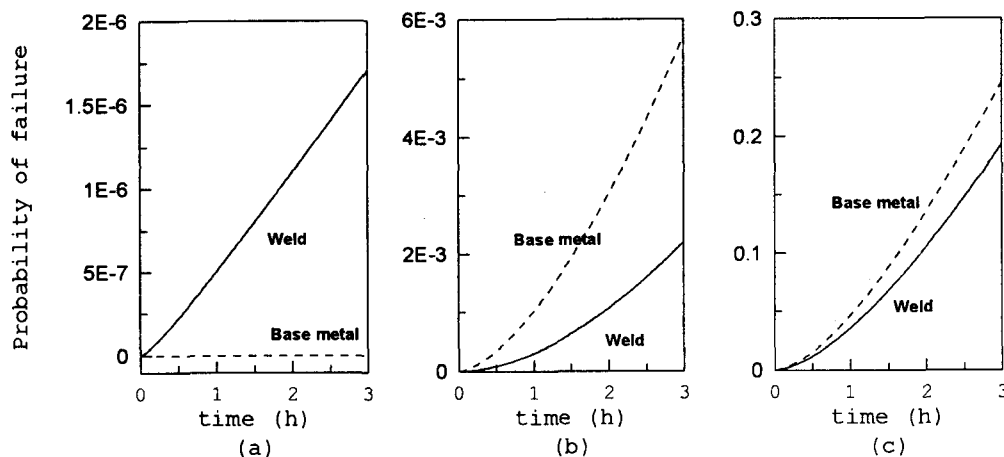 Probability of failure
2E-6
1.5E-6
1E-6
5E-7
0
Weld
Base metal
0 1 2 3
time (h)
(a)
6E-3
4E-3
2E-3
0
Base metal
Weld
0 1 2 3
time (h)
(b)
0.3
0.2
0.1
0
Base metal
Weld
0 1 2 3
time (h)
(c)